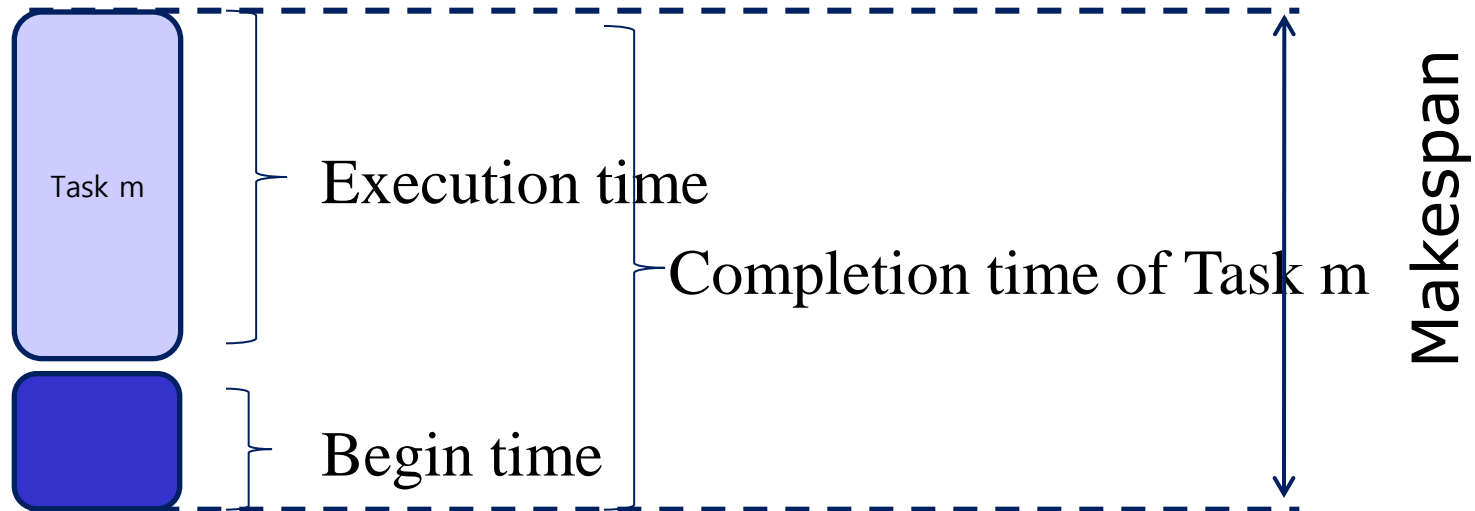 Task m
Execution time
Completion time of Task m
Begin time
Makespan